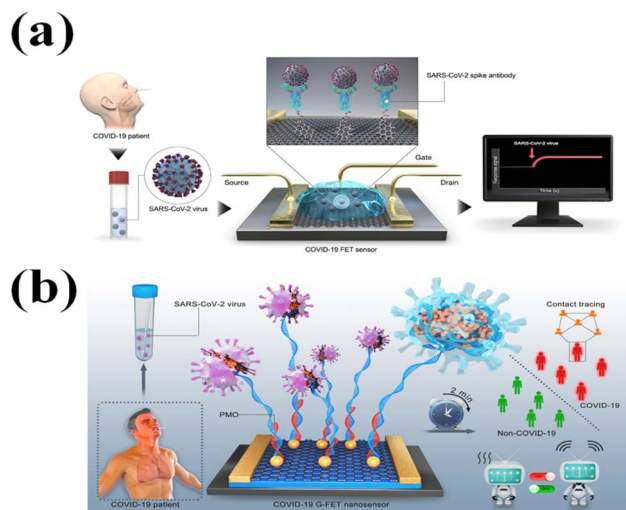 (a)
COVID-19 patient
SARS-CoV-2 virus
SARS-CoV-2 spike antibody
Gate
Source
Drain
COVID-19 FET sensor
SARS-CoV-2 virus
Response signal
Time (s)
(b)
SARS-CoV-2 virus
PMO
COVID-19 patient
COVID-19 G-FET nanosensor
2 min
Contact tracing
COVID-19
Non-COVID-19